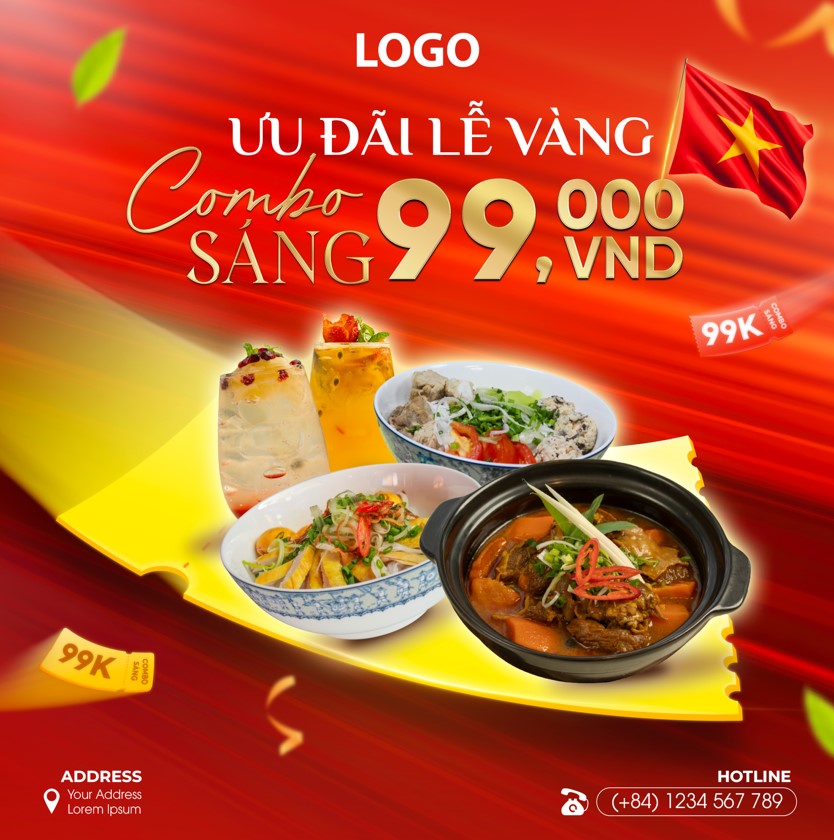 LOGO
ƯU ĐÃI LỄ VÀNG
Combo
SÁNG
99,000
VND
99K
COMBO
SÁNG
99K
COMBO
SÁNG
ADDRESS
Your Address
Lorem Ipsum
HOTLINE
(+84) 1234 567 789